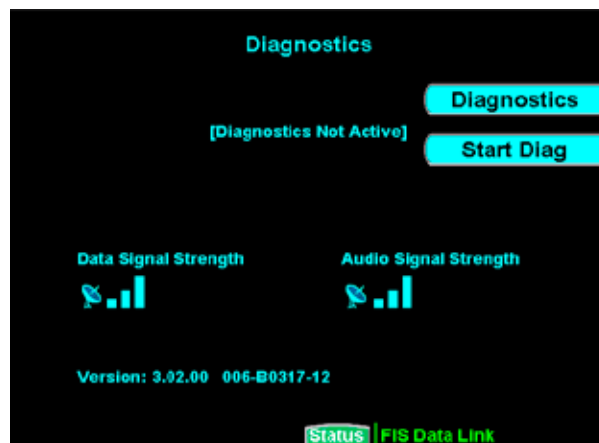 Diagnostics
Diagnostics
[Diagnostics Not Active]
Start Diag
Data Signal Strength Audio Signal Strength
Version: 3.02.00 006-B0317-12
Status FIS Data Link